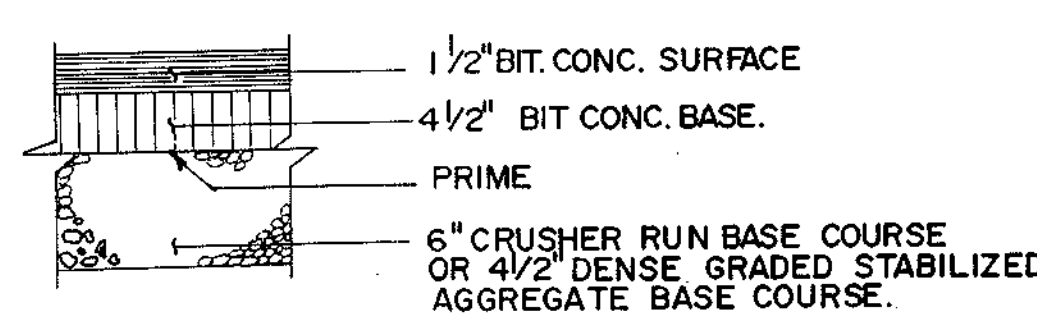 1 1/2" BIT. CONC. SURFACE
4 1/2" BIT CONC. BASE.
PRIME
6" CRUSHER RUN BASE COURSE
OR 4 1/2" DENSE GRADED STABILIZED
AGGREGATE BASE COURSE.